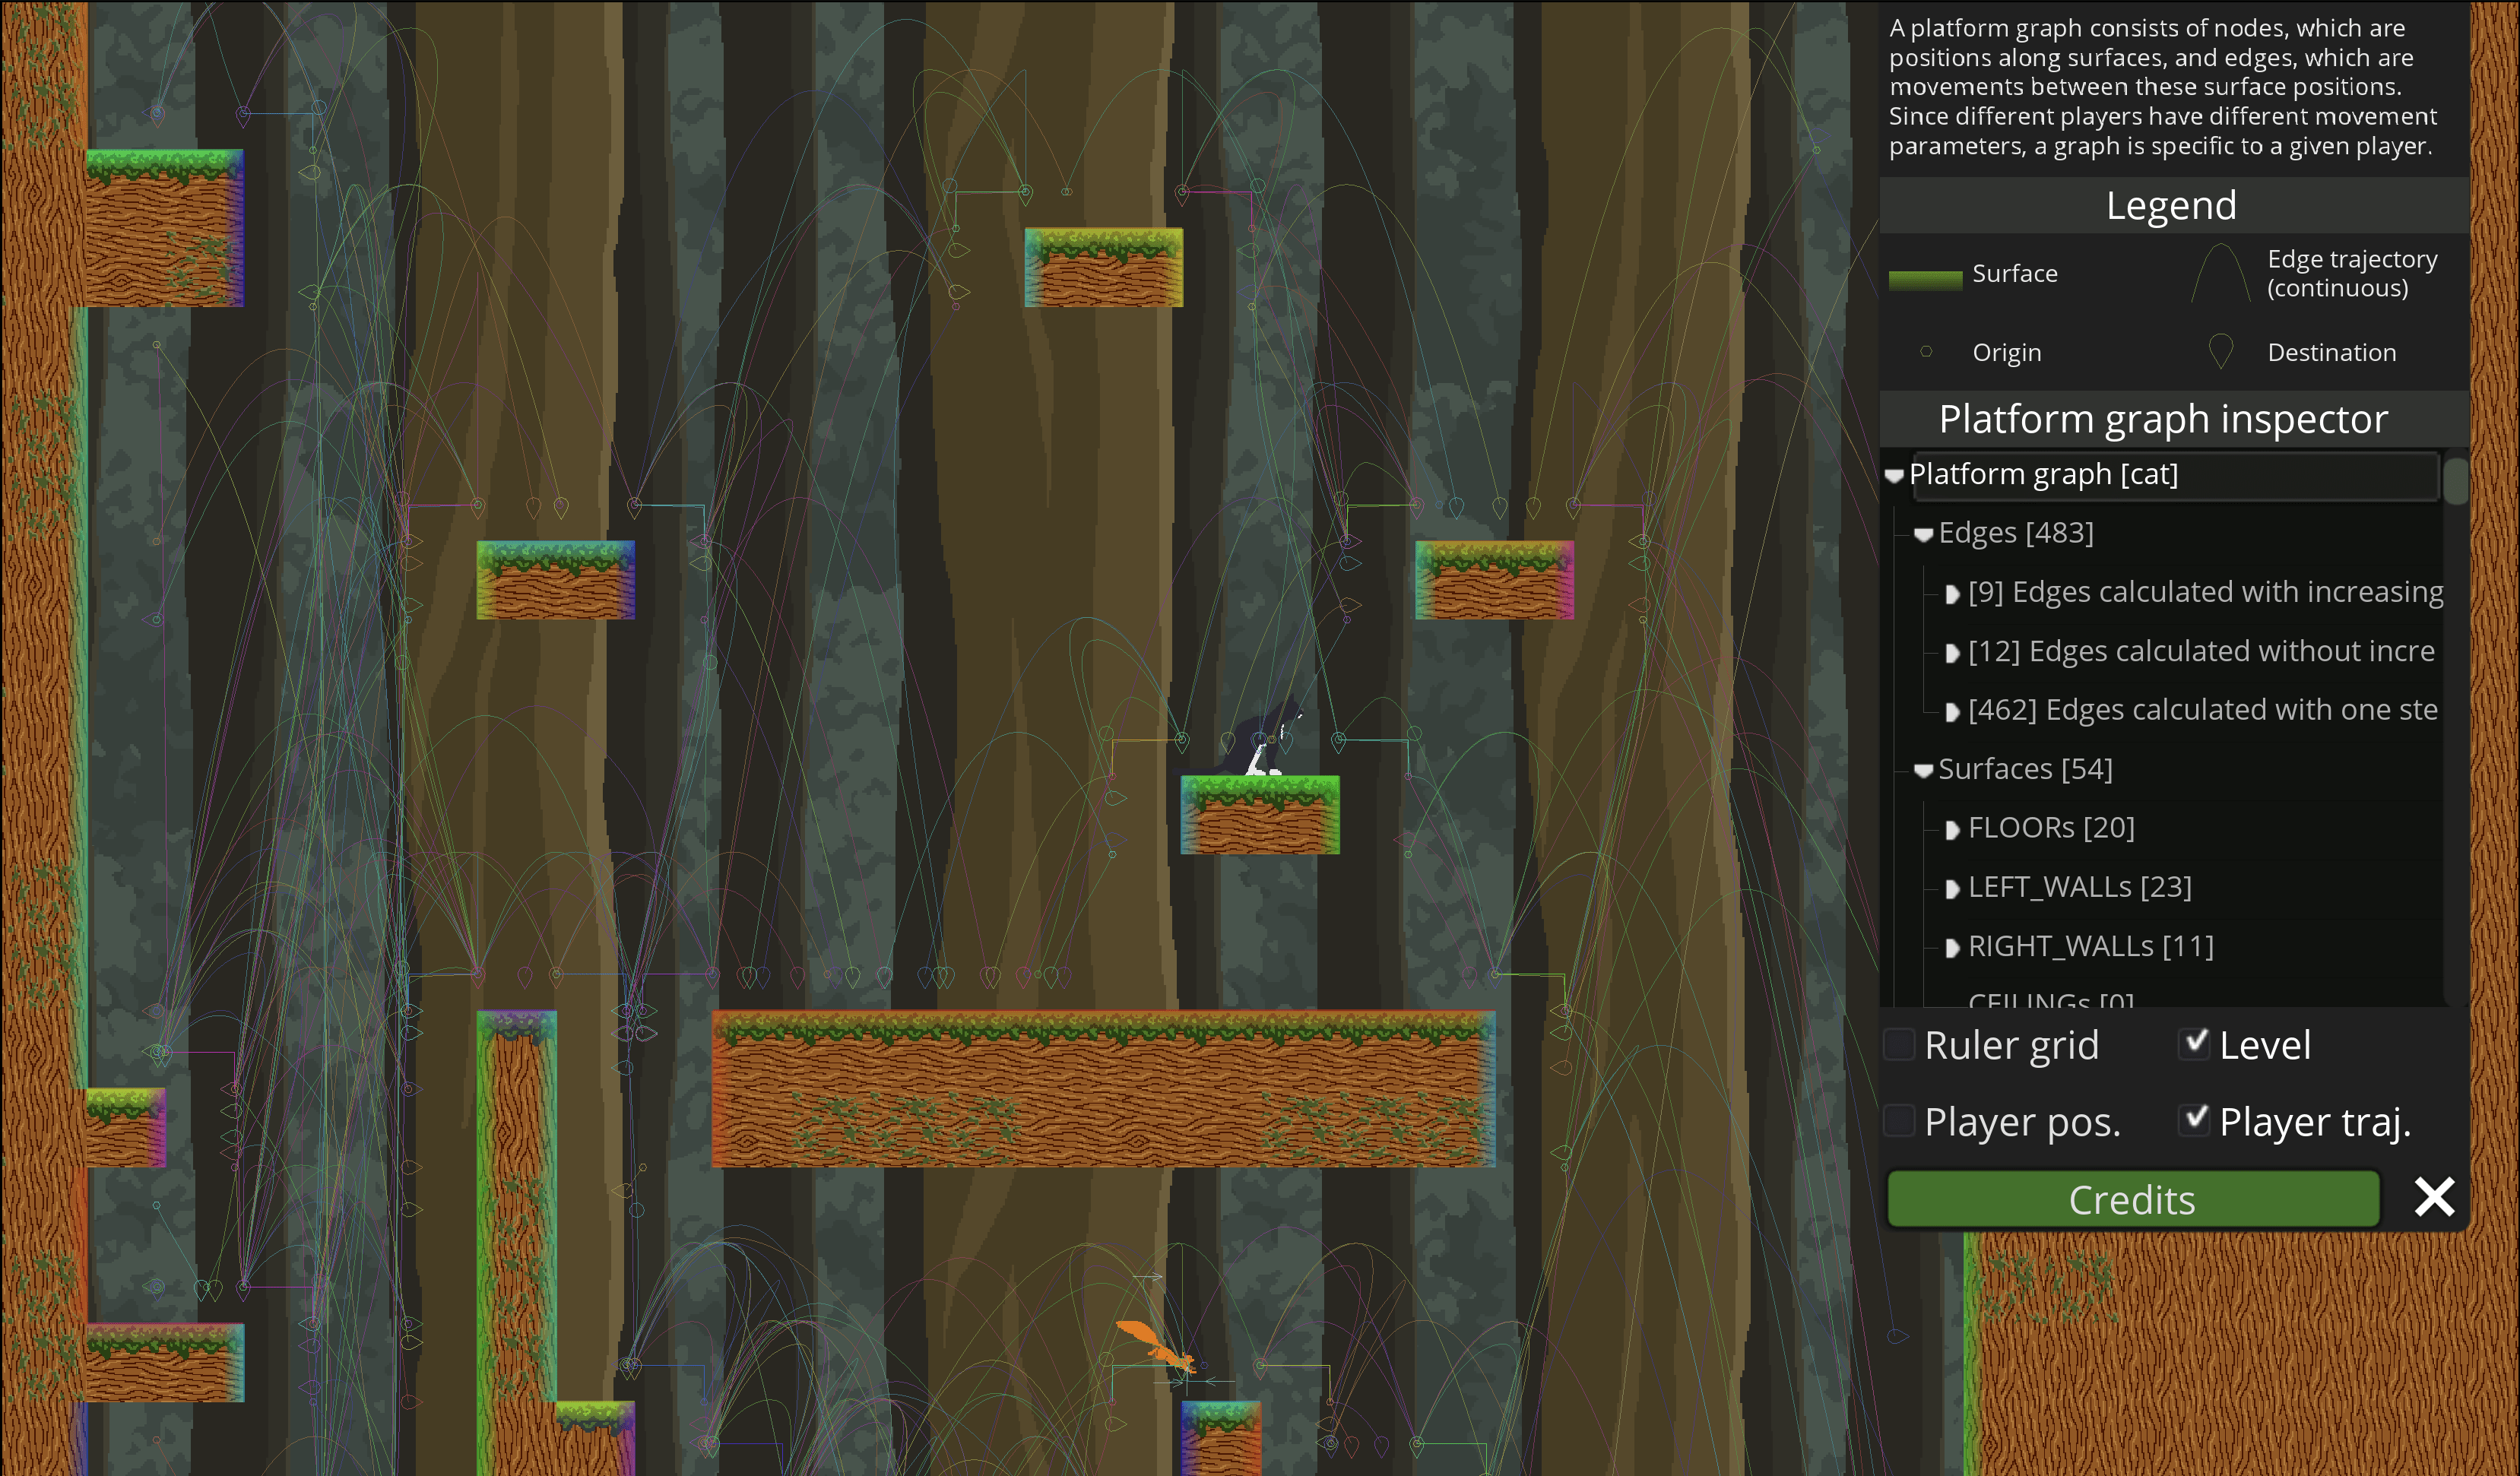 A platform graph consists of nodes, which are
positions along surfaces, and edges, which are
movements between these surface positions.
Since different players have different movement
parameters, a graph is specific to a given player.
Legend
Surface
Edge trajectory
(continuous)
Origin
Destination
Platform graph inspector
Platform graph [cat]
Edges [483]
[9] Edges calculated with increasing
[12] Edges calculated without incre
[462] Edges calculated with one ste
Surfaces [54]
FLOORs [20]
LEFT_WALLs [23]
RIGHT_WALLs [11]
CEILINGs [0]
Ruler grid
Level
Player pos.
Player traj.
Credits